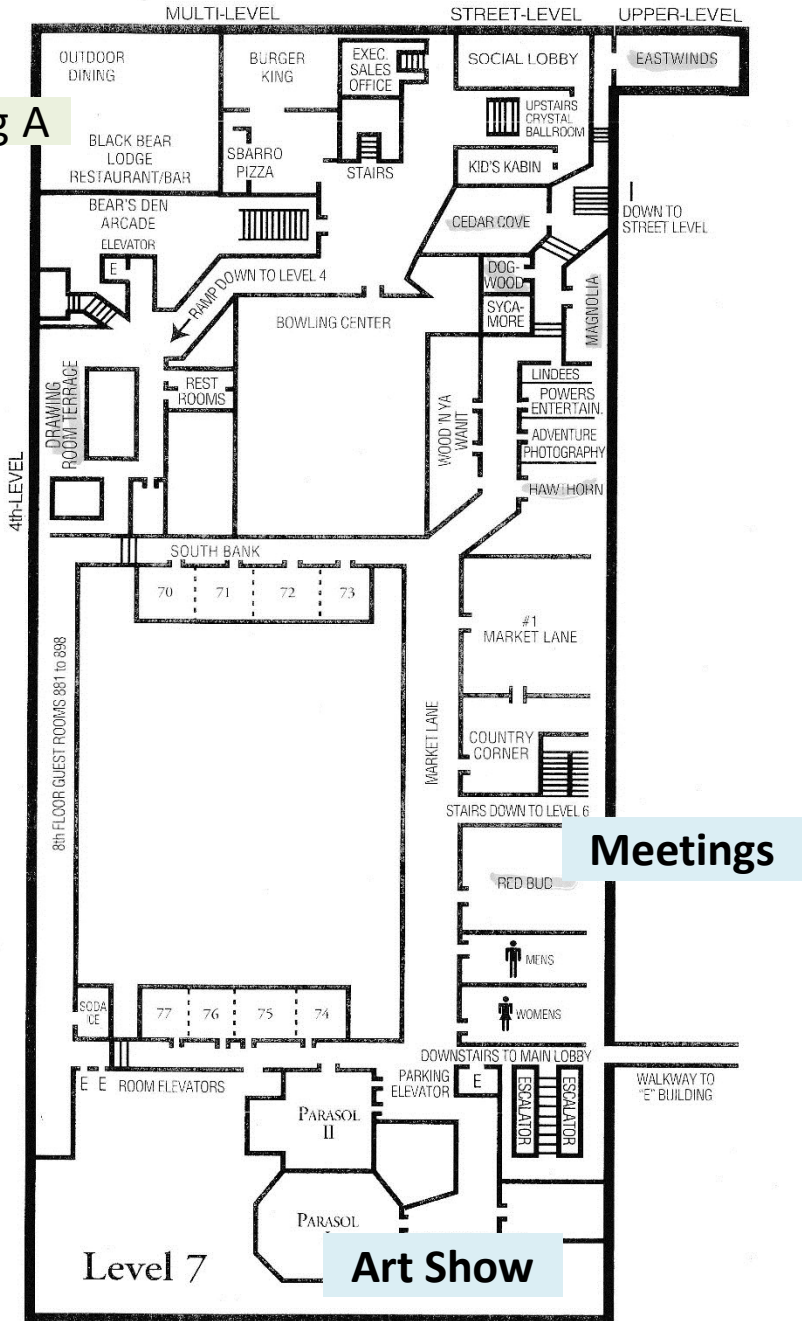 MULTI-LEVEL
STREET-LEVEL
UPPER-LEVEL
OUTDOOR
DINING
BURGER
KING
EXEC.
SALES
OFFICE
SOCIAL LOBBY
EASTWINDS
g A
UPSTAIRS
CRYSTAL
BALLROOM
BLACK BEAR
LODGE
RESTAURANT/BAR
SBARRO
PIZZA
STAIRS
KID'S KABIN
BEAR'S DEN
ARCADE
ELEVATOR
E
CEDAR COVE
DOWN TO
STREET LEVEL
RAMP DOWN TO LEVEL 4
DOG-
WOOD
SYCA-
MORE
MAGNOLIA
BOWLING CENTER
REST
ROOMS
DRAWING
ROOM TERRACE
WOOD 'N YA
WANIT
LINDEES
POWERS
ENTERTAIN.
ADVENTURE
PHOTOGRAPHY
HAWTHORN
4th-LEVEL
SOUTH BANK
70
71
72
73
#1
MARKET LANE
8th FLOOR GUEST ROOMS 881 to 898
MARKET LANE
COUNTRY
CORNER
STAIRS DOWN TO LEVEL 6
Meetings
RED BUD
MENS
WOMENS
SODA
ICE
77
76
75
74
DOWNSTAIRS TO MAIN LOBBY
E E
ROOM ELEVATORS
PARKING
ELEVATOR
E
ESCALATOR
ESCALATOR
WALKWAY TO
"E" BUILDING
PARASOL
II
PARASOL
Level 7
Art Show